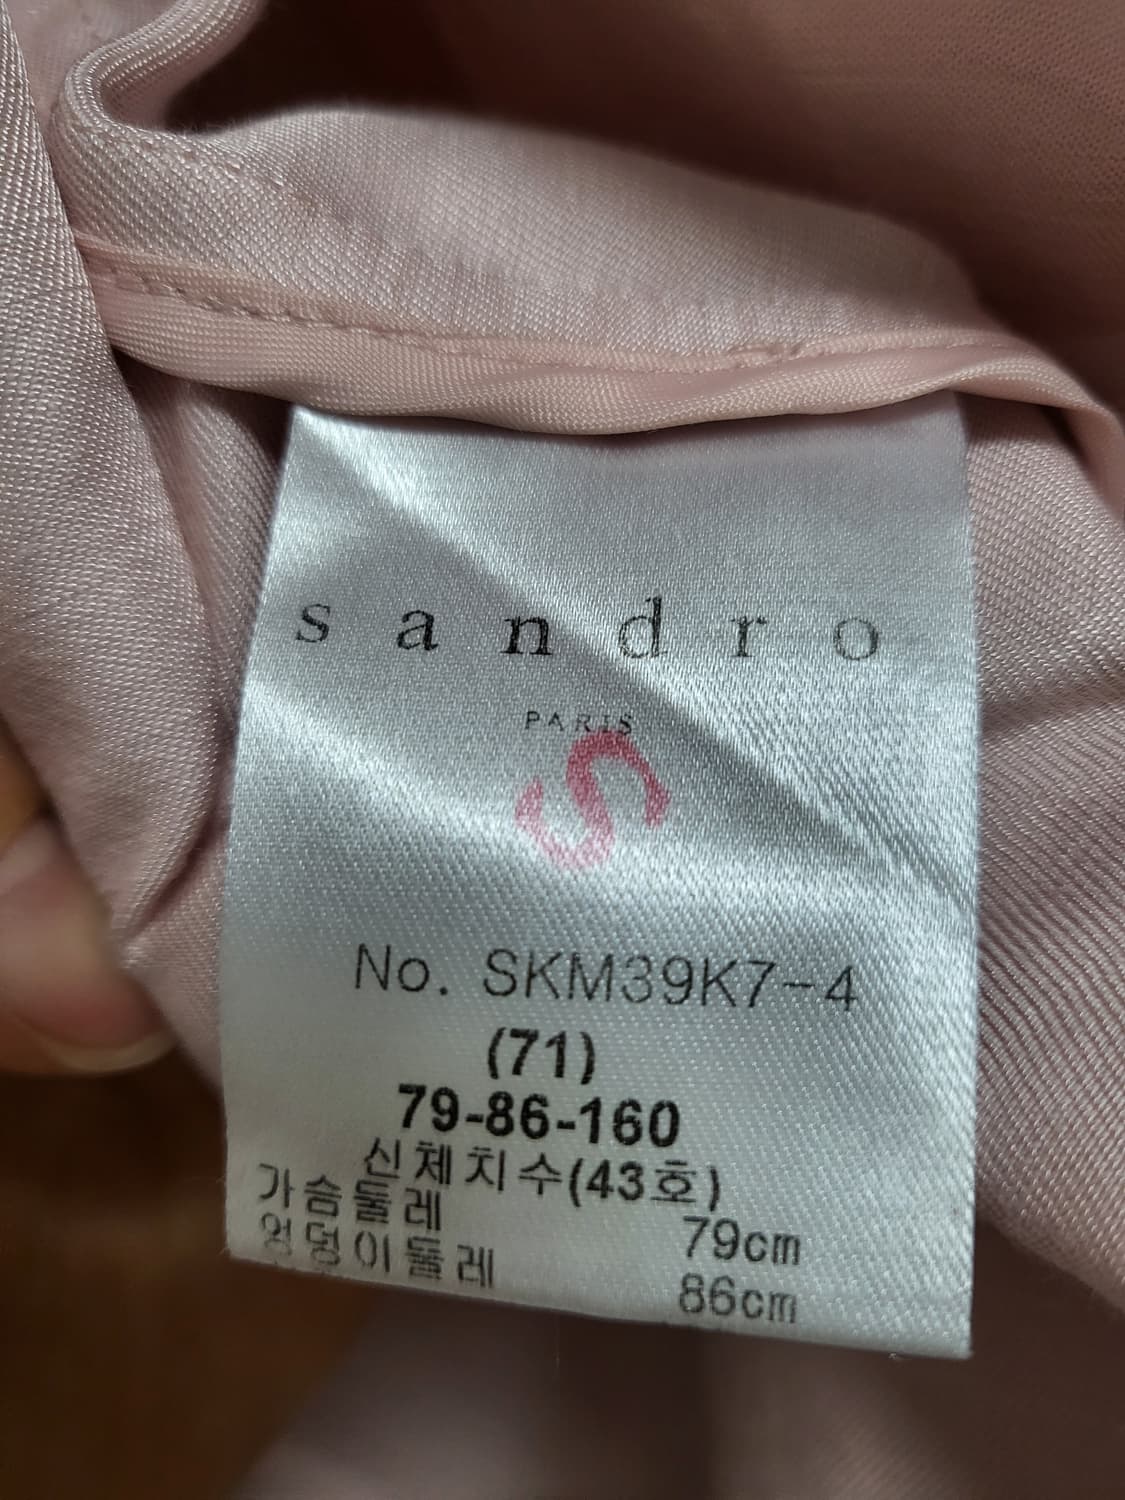 sandro
PARIS
S
No. SKM39K7-4
(71)
79-86-160
신체치수(43호)
가슴둘레 79cm
엉덩이둘레 86cm